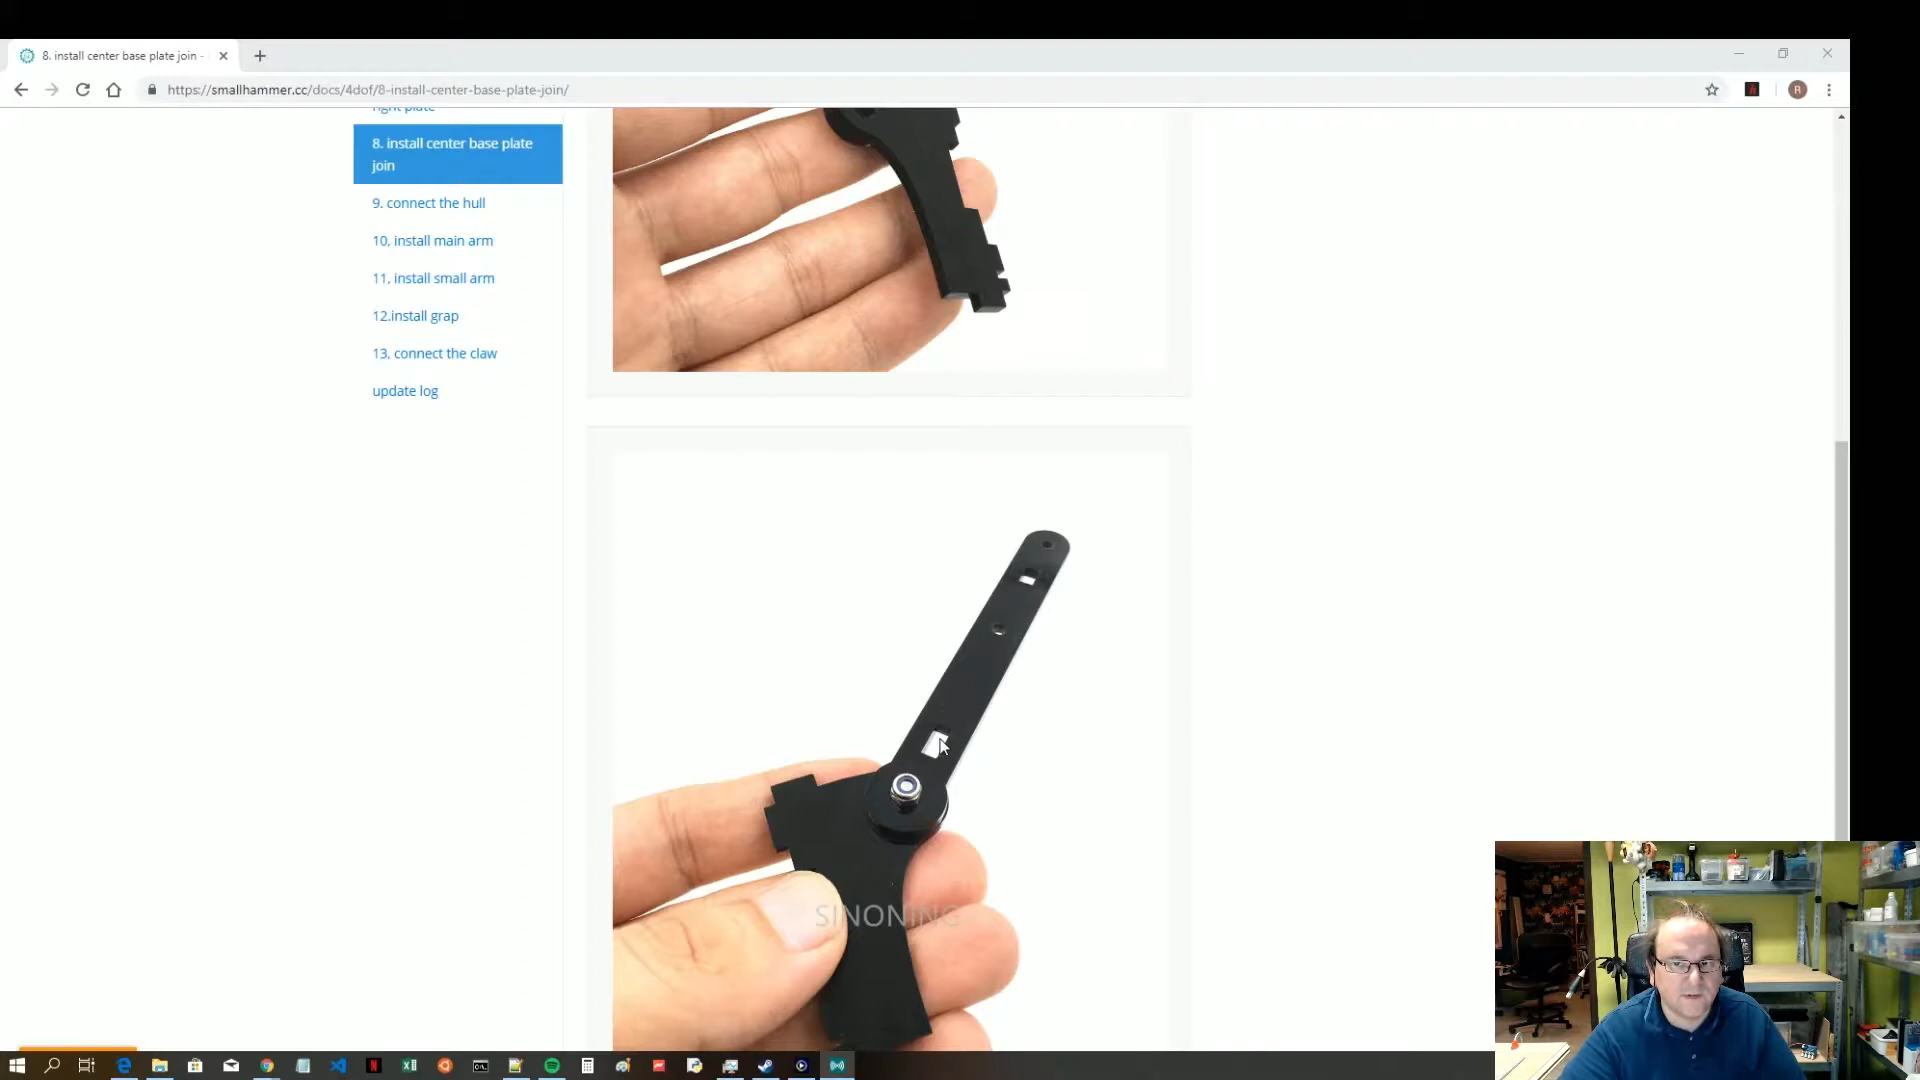 8. install center base plate join -
https://smallhammer.cc/docs/4dof/8-install-center-base-plate-join/
R
right plate
8. install center base plate
join
9. connect the hull
10, install main arm
11, install small arm
12.install grap
13, connect the claw
update log
SINONING